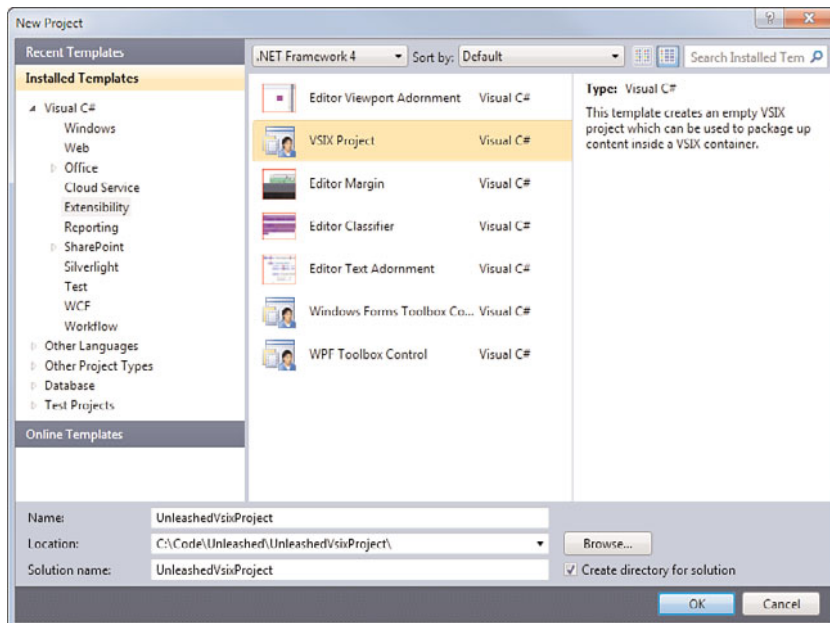 New Project
Recent Templates
Installed Templates
Visual C#
Windows
Web
Office
Cloud Service
Extensibility
Reporting
SharePoint
Silverlight
Test
WCF
Workflow
Other Languages
Other Project Types
Database
Test Projects
Online Templates
.NET Framework 4
Sort by: Default
Search Installed Tem
Editor Viewport Adornment Visual C#
VSIX Project Visual C#
Editor Margin Visual C#
Editor Classifier Visual C#
Editor Text Adornment Visual C#
Windows Forms Toolbox Co... Visual C#
WPF Toolbox Control Visual C#
Type: Visual C#
This template creates an empty VSIX
project which can be used to package up
content inside a VSIX container.
Name: UnleashedVsixProject
Location: C:\Code\Unleashed\UnleashedVsixProject\
Browse...
Solution name: UnleashedVsixProject
Create directory for solution
OK Cancel